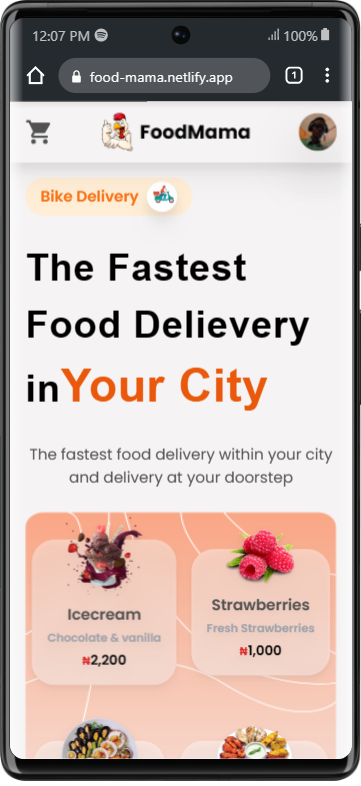 12:07 PM 100%
food-mama.netlify.app 1
FoodMama
Bike Delivery
The Fastest
Food Delievery
inYour City
The fastest food delivery within your city
and delivery at your doorstep
Icecream
Chocolate & vanilla
₦2,200
Strawberries
Fresh Strawberries
₦1,000